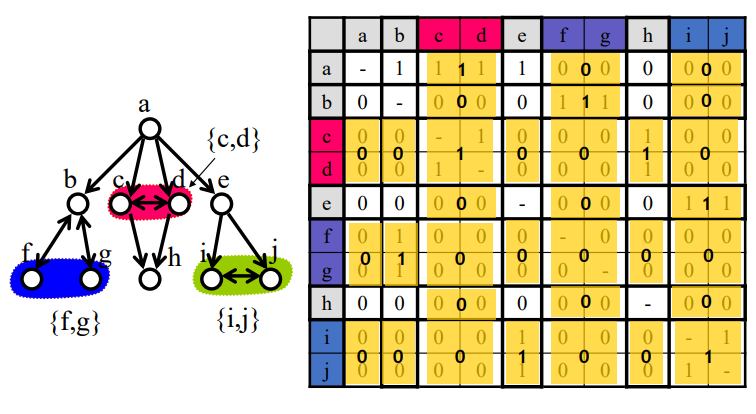 a
{c,d}
b c d e
f g h i j
{f,g} {i,j}
a b c d e f g h i j
a - 1 1 1 1 1 0 0 0 0 0 0 0
b 0 - 0 0 0 0 1 1 1 0 0 0 0
c 0 0 - 1 0 0 0 1 0 0
0 0 1 0 0 1 0
d 0 0 1 - 0 0 0 1 0 0
e 0 0 0 0 0 - 0 0 0 0 1 1 1
f 0 1 0 0 0 - 0 0 0 0
0 1 0 0 0 0 0
g 0 1 0 0 0 0 - 0 0 0
h 0 0 0 0 0 0 0 0 0 - 0 0 0
i 0 0 0 0 1 0 0 0 - 1
0 0 0 1 0 0 1
j 0 0 0 0 1 0 0 0 1 -